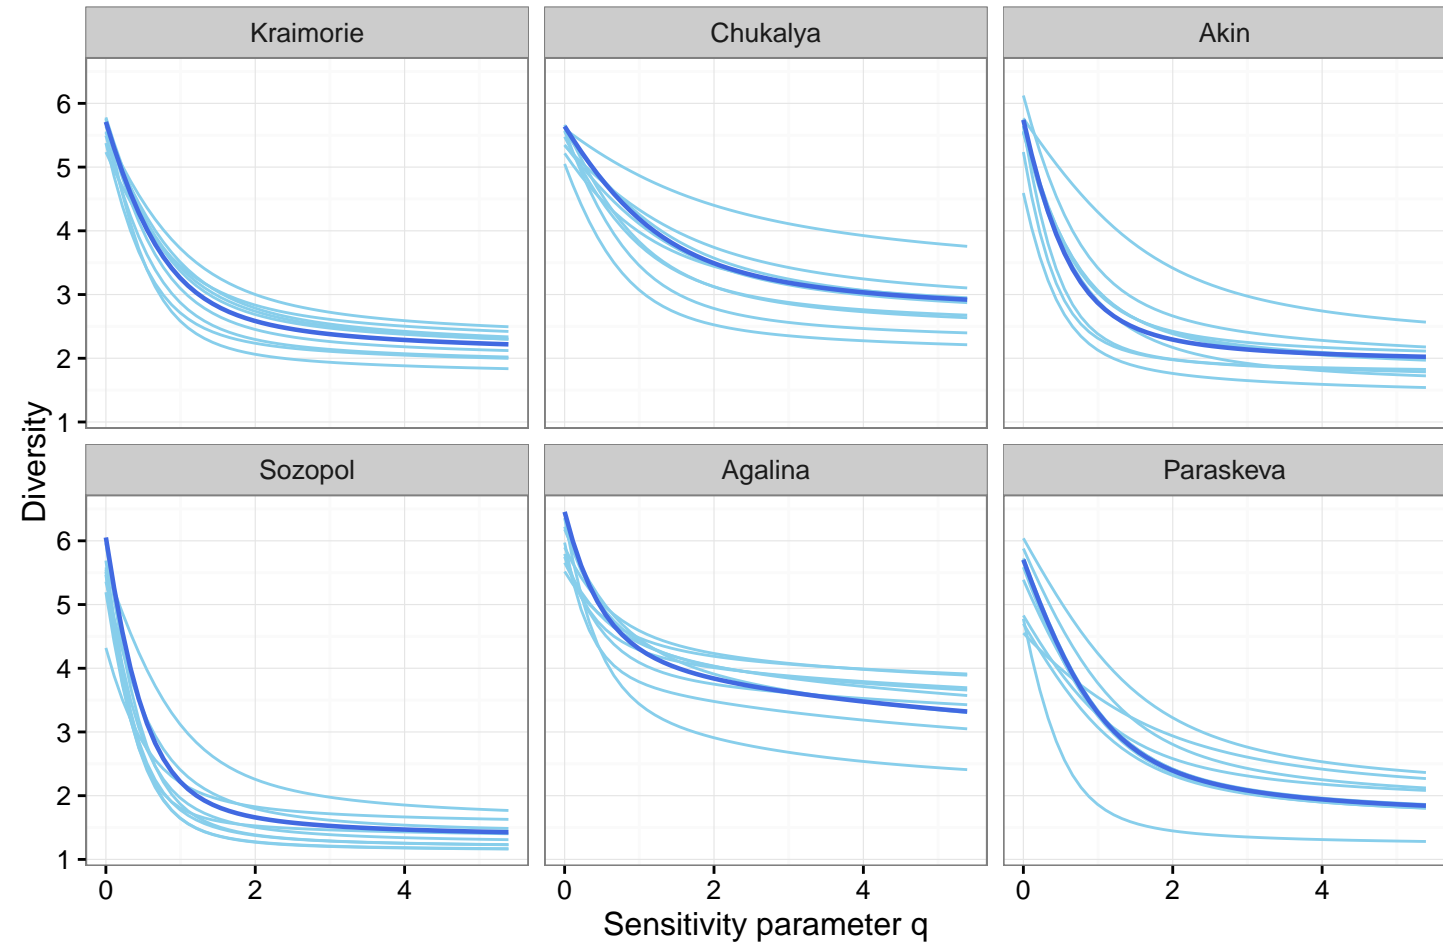 Kraimorie Chukalya Akin
6
5
4
3
2
1
Diversity
Sozopol Agalina Paraskeva
6
5
4
3
2
1
0 2 4 0 2 4 0 2 4
Sensitivity parameter q